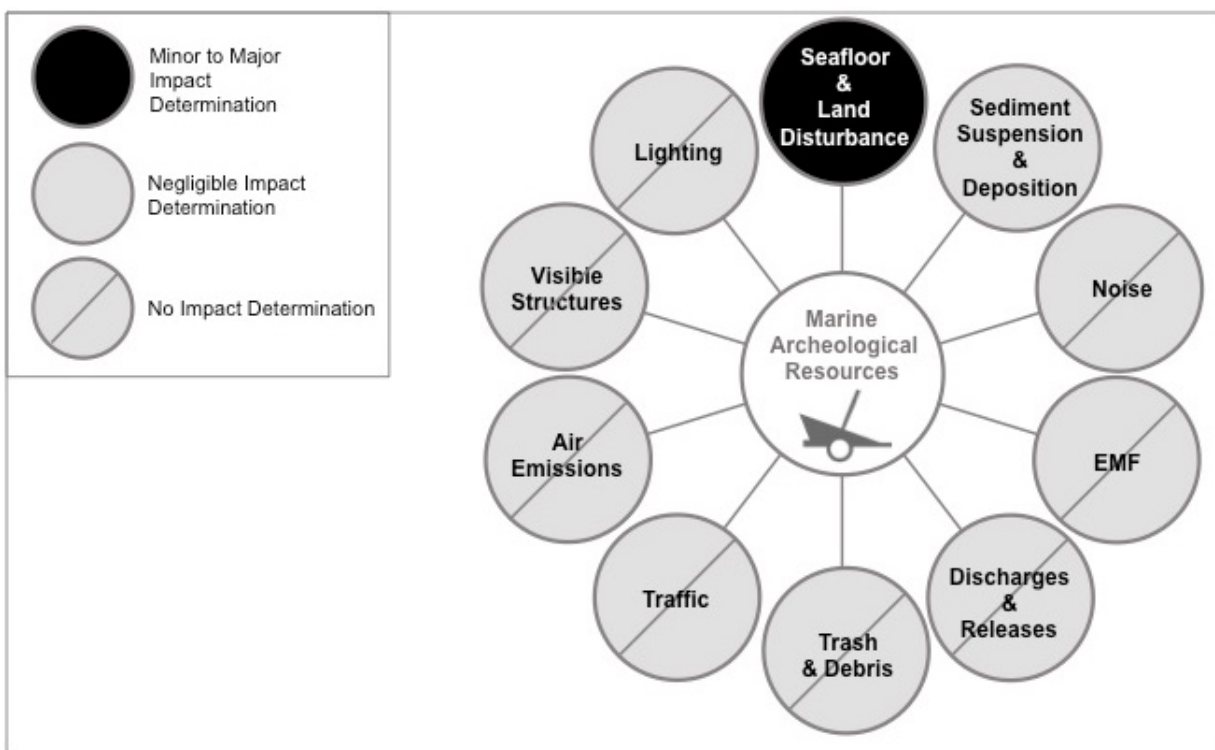 Minor to Major
Impact
Determination
Negligible Impact
Determination
No Impact Determination
Seafloor
&
Land
Disturbance
Sediment
Suspension
&
Deposition
Noise
EMF
Discharges
&
Releases
Trash
& Debris
Traffic
Air
Emissions
Visible
Structures
Lighting
Marine
Archeological
Resources